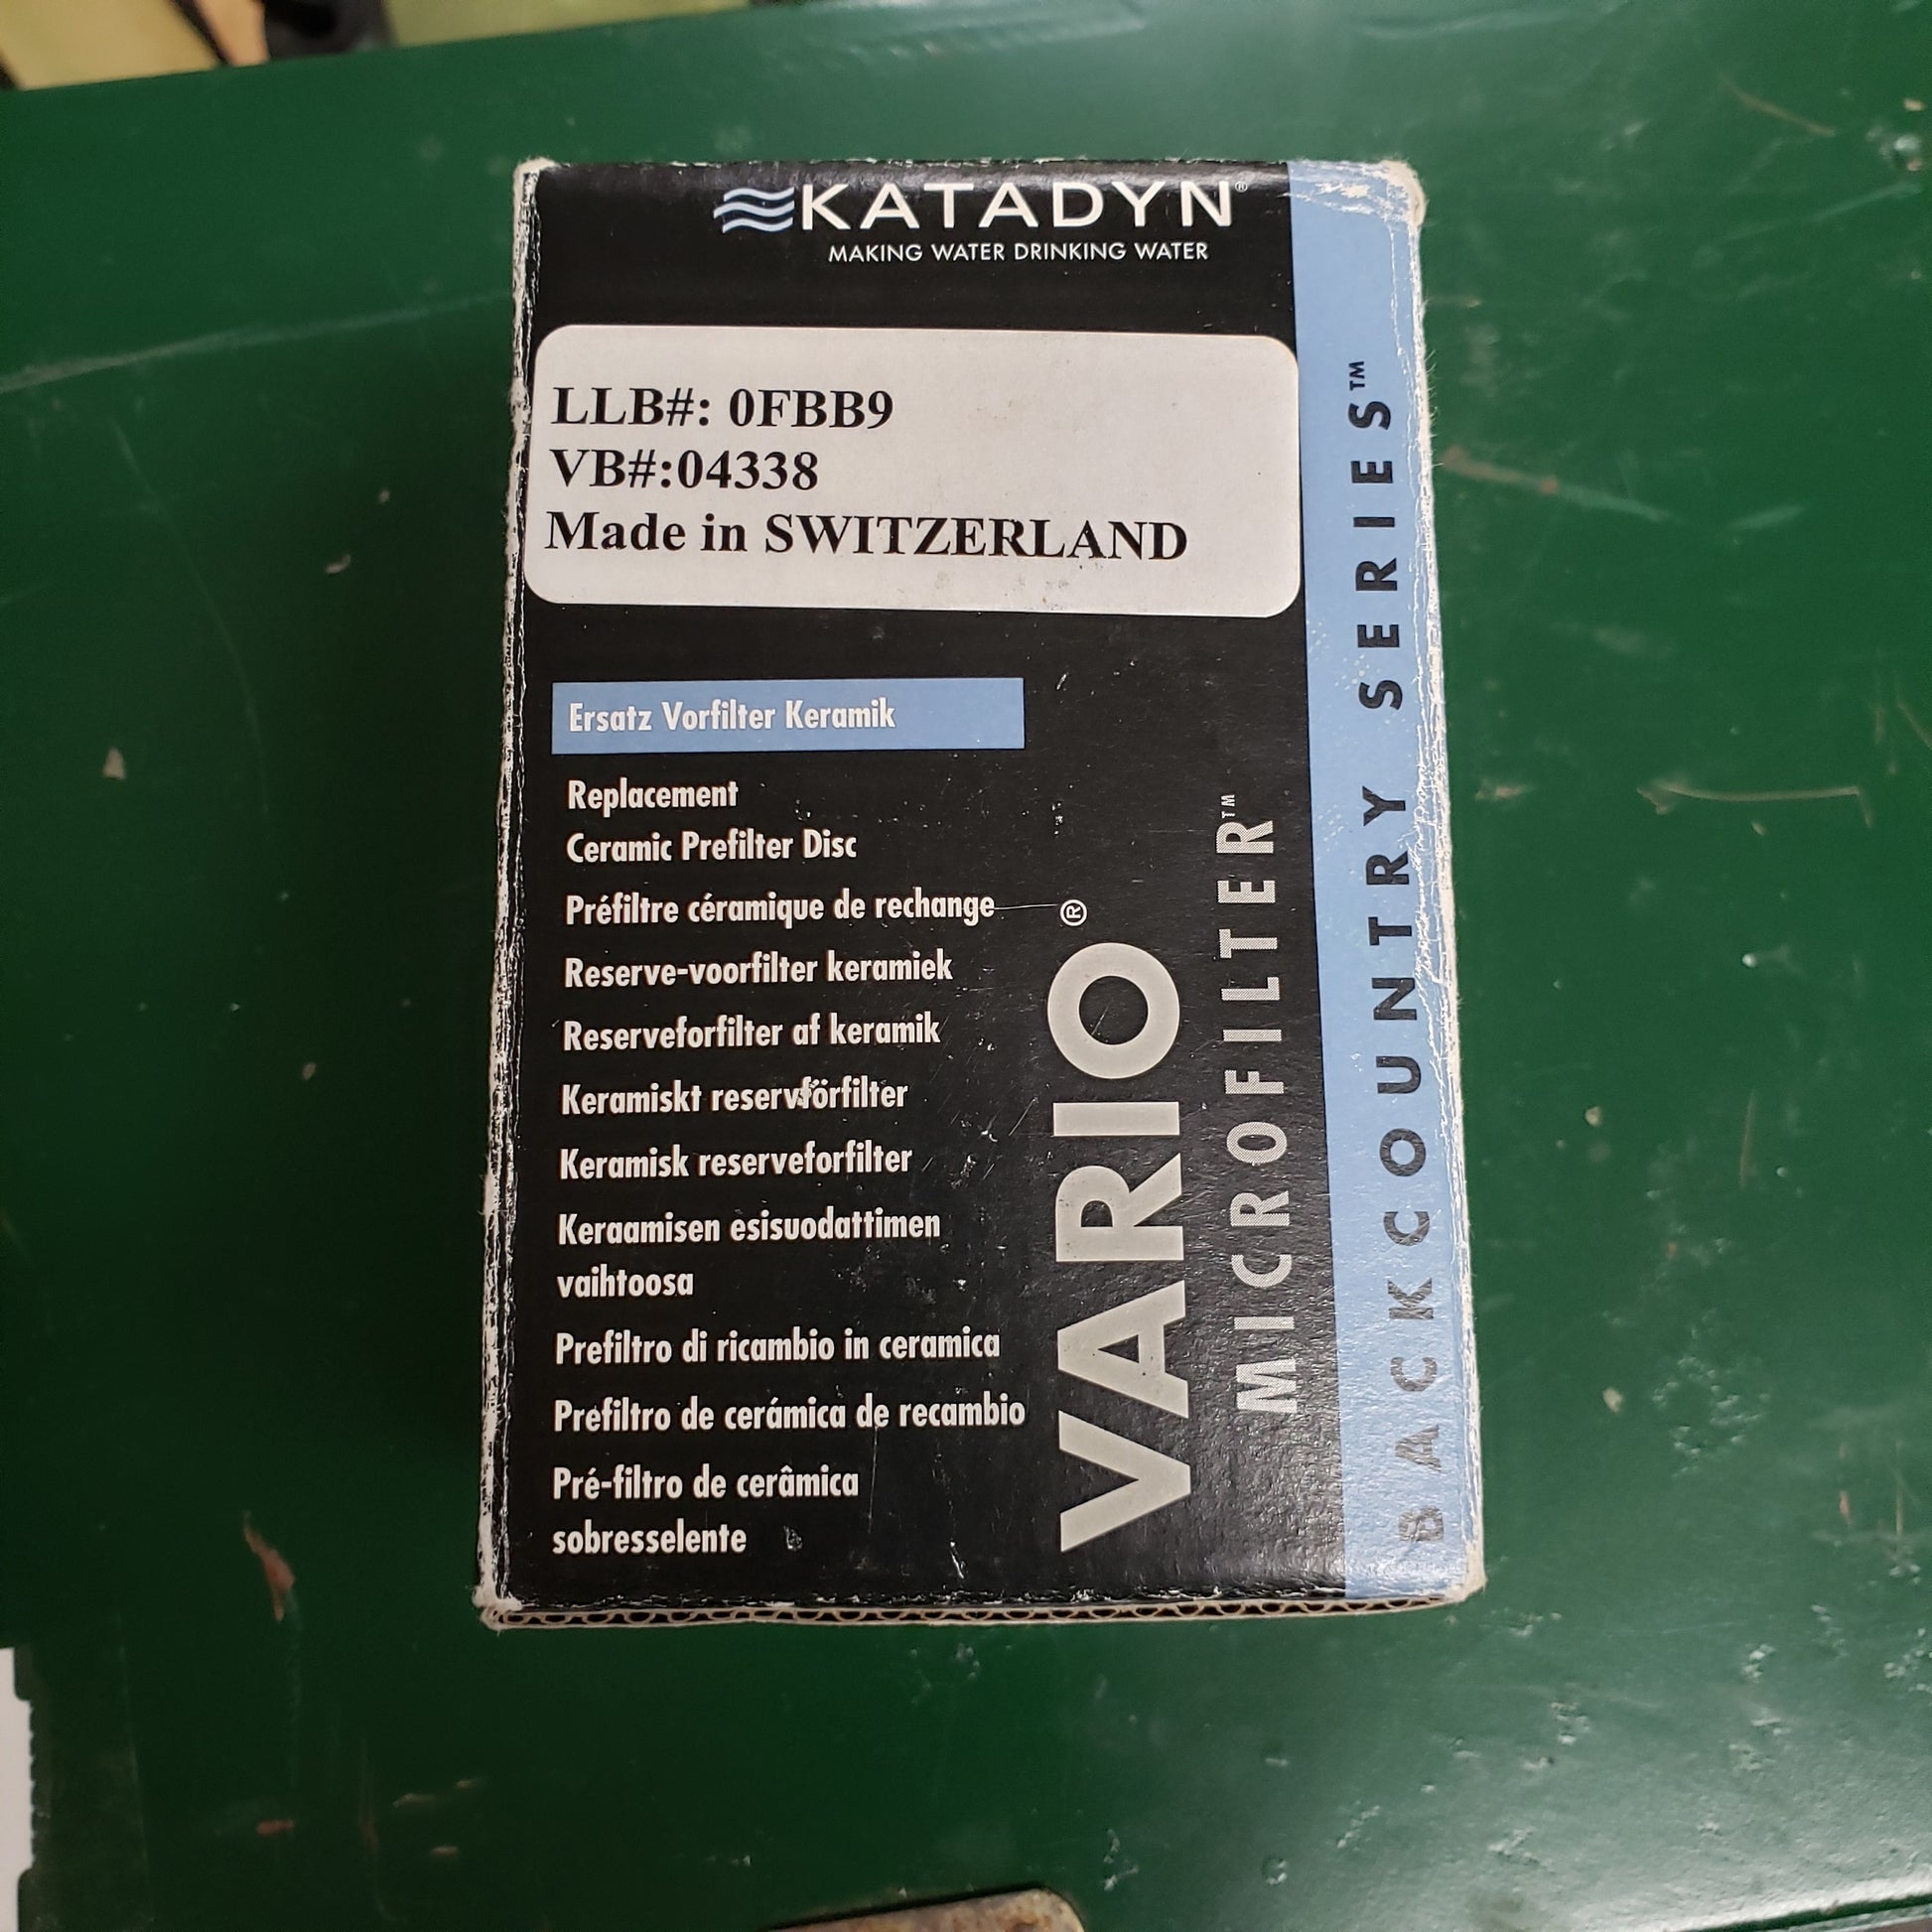 KATADYN®
MAKING WATER DRINKING WATER
LLB#: 0FBB9
VB#:04338
Made in SWITZERLAND
Ersatz Vorfilter Keramik
Replacement
Ceramic Prefilter Disc
Préfiltre céramique de rechange
Reserve-voorfilter keramiek
Reserveforfilter af keramik
Keramiskt reservförfilter
Keramisk reserveforfilter
Keraamisen esisuodattimen
vaihtoosa
Prefiltro di ricambio in ceramica
Prefiltro de cerámica de recambio
Pré-filtro de cerâmica
sobresselente
VARIO®
MICROFILTER™
BACKCOUNTRY SERIES™